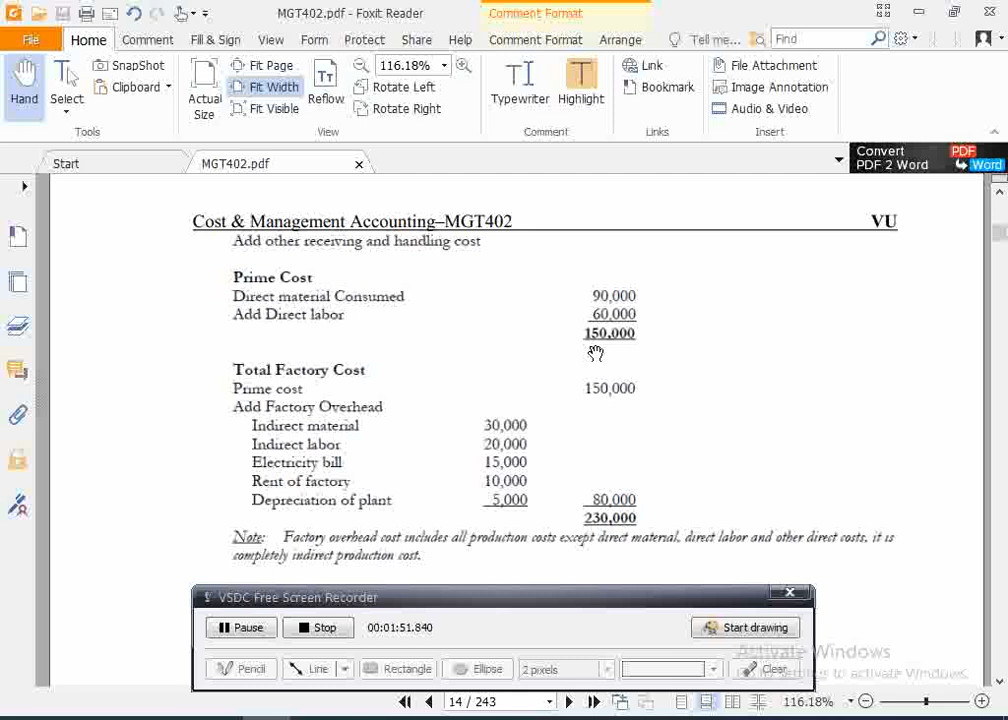 MGT402.pdf - Foxit Reader
Comment Format
File Home Comment Fill & Sign View Form Protect Share Help Comment Format Arrange Tell me... Find
Hand
Select
SnapShot
Clipboard
Actual Size
Fit Page
Fit Width
Fit Visible
Reflow
116.18%
Rotate Left
Rotate Right
Typewriter
Highlight
Link
Bookmark
File Attachment
Image Annotation
Audio & Video
Tools View Comment Links Insert
Start MGT402.pdf
Convert PDF
PDF 2 Word Word
Cost & Management Accounting–MGT402 VU
Add other receiving and handling cost
Prime Cost
Direct material Consumed 90,000
Add Direct labor 60,000
150,000
Total Factory Cost
Prime cost 150,000
Add Factory Overhead
Indirect material 30,000
Indirect labor 20,000
Electricity bill 15,000
Rent of factory 10,000
Depreciation of plant 5,000 80,000
230,000
Note: Factory overhead cost includes all production costs except direct material, direct labor and other direct costs, it is
completely indirect production cost.
VSDC Free Screen Recorder
Pause Stop 00:01:51.840 Start drawing
Activate Windows
to Settings to activate Windows.
Pencil Line Rectangle Ellipse 2 pixels Clear
14 / 243 116.18%